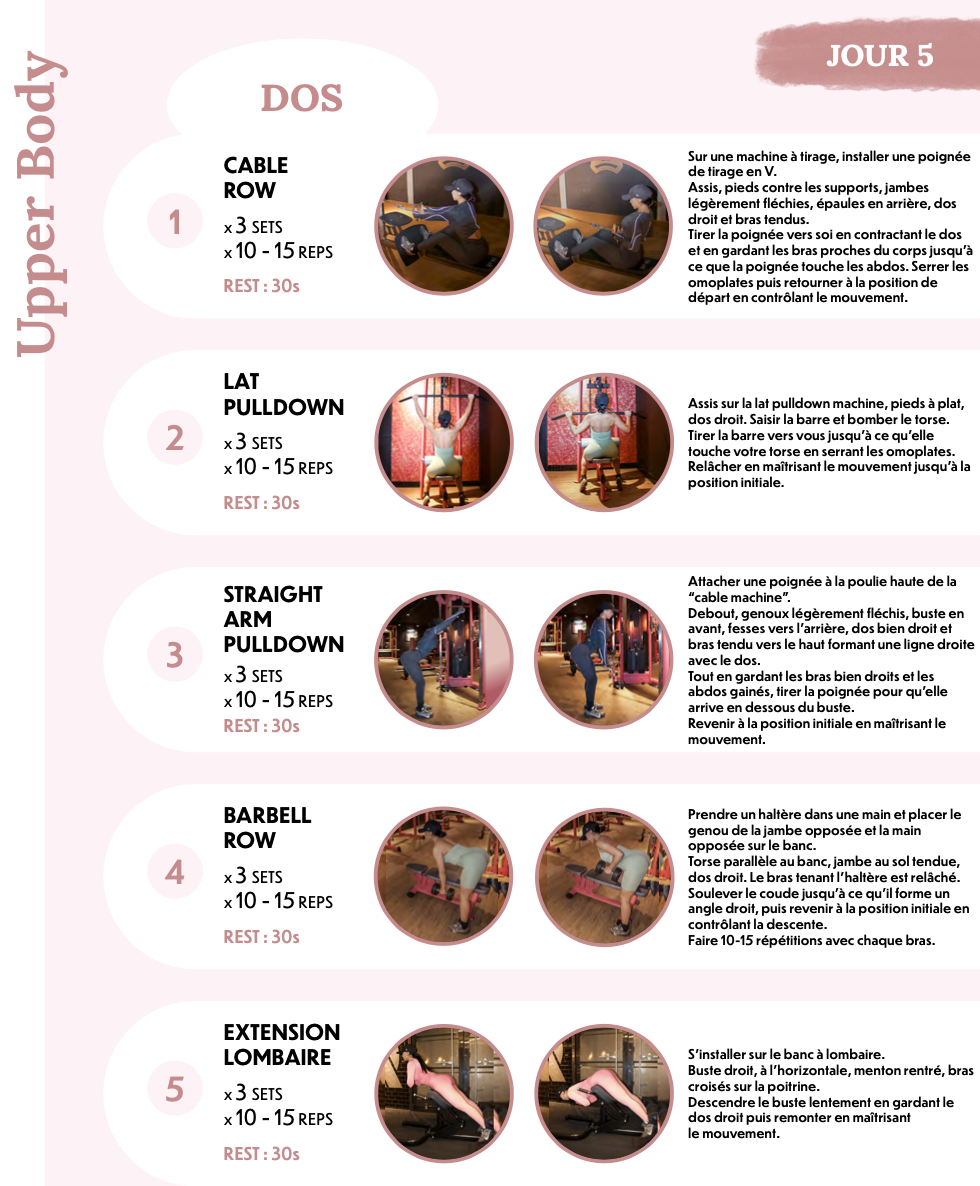 Upper Body
JOUR 5
DOS
1
CABLE
ROW
x 3 SETS
x 10 - 15 REPS
REST : 30s
Sur une machine à tirage, installer une poignée
de tirage en V.
Assis, pieds contre les supports, jambes
légèrement fléchies, épaules en arrière, dos
droit et bras tendus.
Tirer la poignée vers soi en contractant le dos
et en gardant les bras proches du corps jusqu'à
ce que la poignée touche les abdos. Serrer les
omoplates puis retourner à la position de
départ en contrôlant le mouvement.
2
LAT
PULLDOWN
x 3 SETS
x 10 - 15 REPS
REST : 30s
Assis sur la lat pulldown machine, pieds à plat,
dos droit. Saisir la barre et bomber le torse.
Tirer la barre vers vous jusqu'à ce qu'elle
touche votre torse en serrant les omoplates.
Relâcher en maîtrisant le mouvement jusqu'à la
position initiale.
3
STRAIGHT
ARM
PULLDOWN
x 3 SETS
x 10 - 15 REPS
REST : 30s
Attacher une poignée à la poulie haute de la
“cable machine”.
Debout, genoux légèrement fléchis, buste en
avant, fesses vers l'arrière, dos bien droit et
bras tendu vers le haut formant une ligne droite
avec le dos.
Tout en gardant les bras bien droits et les
abdos gainés, tirer la poignée pour qu'elle
arrive en dessous du buste.
Revenir à la position initiale en maîtrisant le
mouvement.
4
BARBELL
ROW
x 3 SETS
x 10 - 15 REPS
REST : 30s
Prendre un haltère dans une main et placer le
genou de la jambe opposée et la main
opposée sur le banc.
Torse parallèle au banc, jambe au sol tendue,
dos droit. Le bras tenant l'haltère est relâché.
Soulever le coude jusqu'à ce qu'il forme un
angle droit, puis revenir à la position initiale en
contrôlant la descente.
Faire 10-15 répétitions avec chaque bras.
5
EXTENSION
LOMBAIRE
x 3 SETS
x 10 - 15 REPS
REST : 30s
S'installer sur le banc à lombaire.
Buste droit, à l'horizontale, menton rentré, bras
croisés sur la poitrine.
Descendre le buste lentement en gardant le
dos droit puis remonter en maîtrisant
le mouvement.